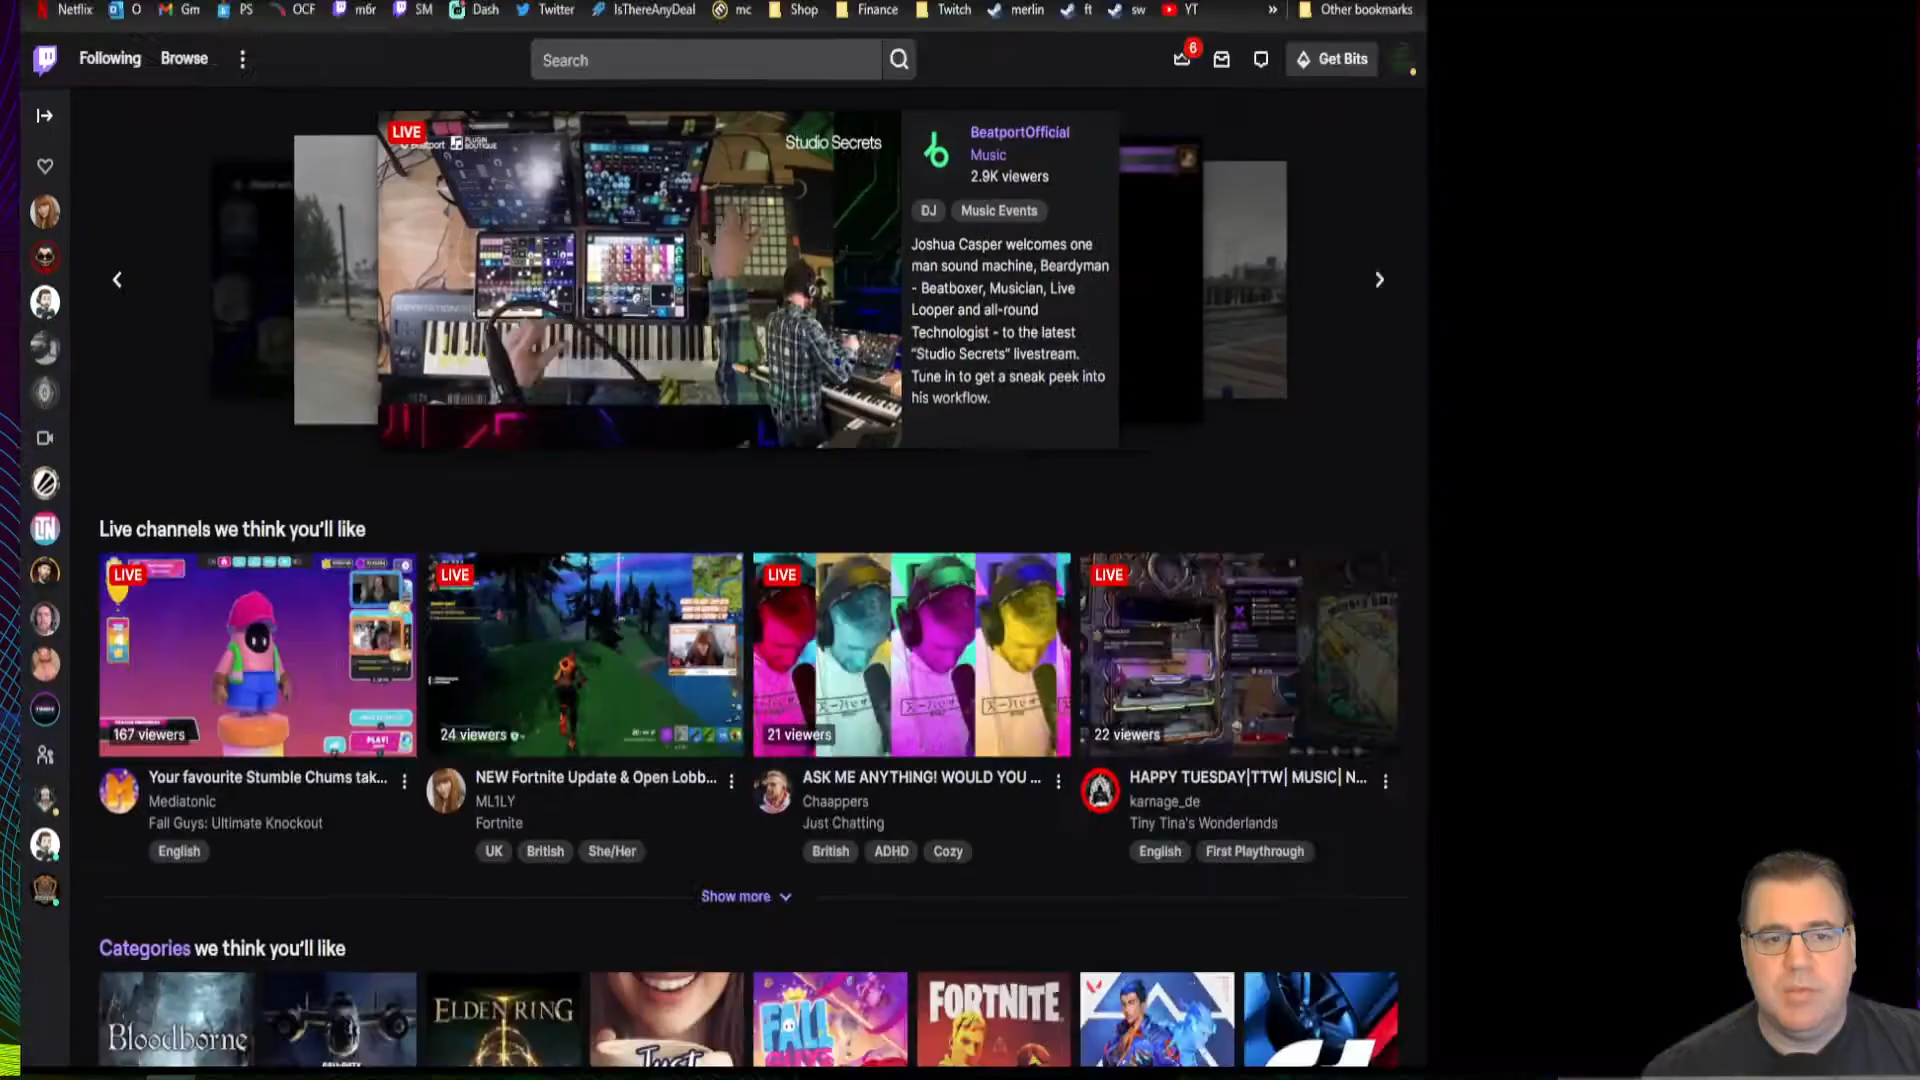 Netflix O Gm PS OCF m6r SM Dash Twitter IsThereAnyDeal mc Shop Finance Twitch merlin ft sw YT » Other bookmarks
Following Browse Search 6 Get Bits
LIVE
PLUGIN BOUTIQUE
Studio Secrets
BeatportOfficial
Music
2.9K viewers
DJ Music Events
Joshua Casper welcomes one
man sound machine, Beardyman
- Beatboxer, Musician, Live
Looper and all-round
Technologist - to the latest
“Studio Secrets” livestream.
Tune in to get a sneak peek into
his workflow.
Live channels we think you’ll like
LIVE LIVE LIVE LIVE
PLAY!
167 viewers 24 viewers 21 viewers 22 viewers
Your favourite Stumble Chums tak...
Mediatonic
Fall Guys: Ultimate Knockout
English
NEW Fortnite Update & Open Lobb...
ML1LY
Fortnite
UK British She/Her
ASK ME ANYTHING! WOULD YOU ...
Chaappers
Just Chatting
British ADHD Cozy
HAPPY TUESDAY|TTW| MUSIC| N...
karnage_de
Tiny Tina's Wonderlands
English First Playthrough
Show more
Categories we think you’ll like
Bloodborne
ELDEN RING
Just
FALL
GUYS
FORTNITE